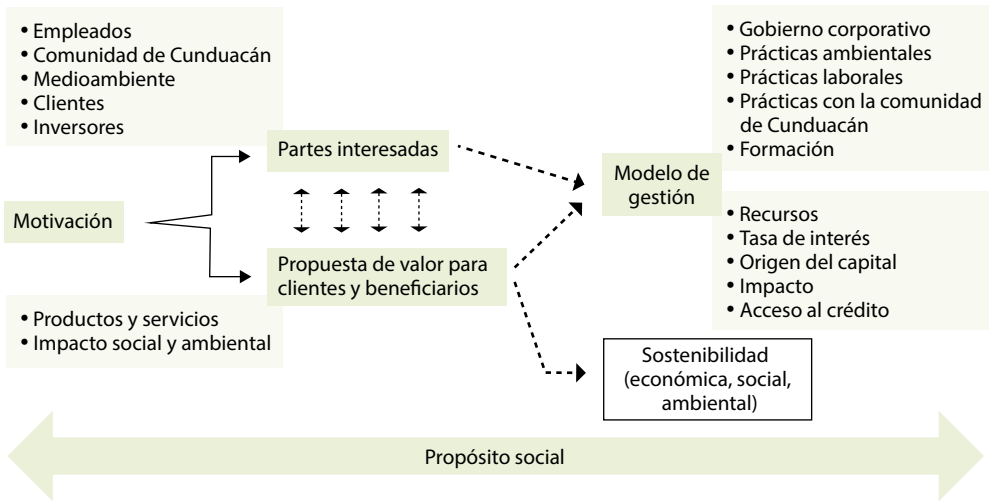 • Empleados
• Comunidad de Cunduacán
• Medioambiente
• Clientes
• Inversores
Partes interesadas
Motivación
Propuesta de valor para
clientes y beneficiarios
• Productos y servicios
• Impacto social y ambiental
Modelo de
gestión
• Gobierno corporativo
• Prácticas ambientales
• Prácticas laborales
• Prácticas con la comunidad
de Cunduacán
• Formación
• Recursos
• Tasa de interés
• Origen del capital
• Impacto
• Acceso al crédito
Sostenibilidad
(económica, social,
ambiental)
Propósito social